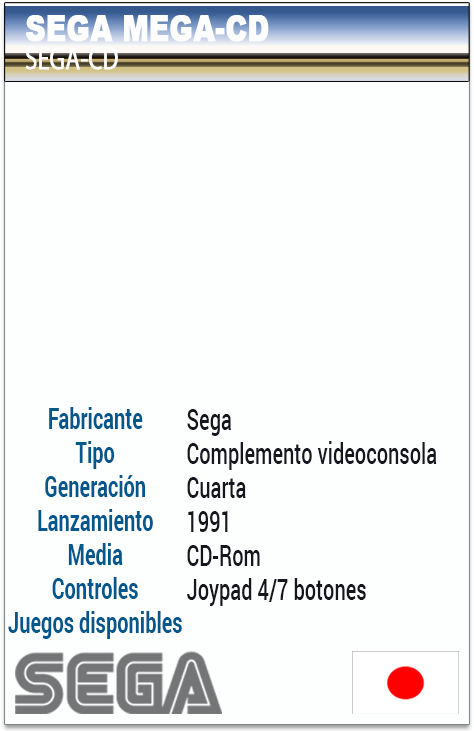 SEGA MEGA-CD
SEGA-CD
Fabricante Sega
Tipo Complemento videoconsola
Generación Cuarta
Lanzamiento 1991
Media CD-Rom
Controles Joypad 4/7 botones
Juegos disponibles
SEGA